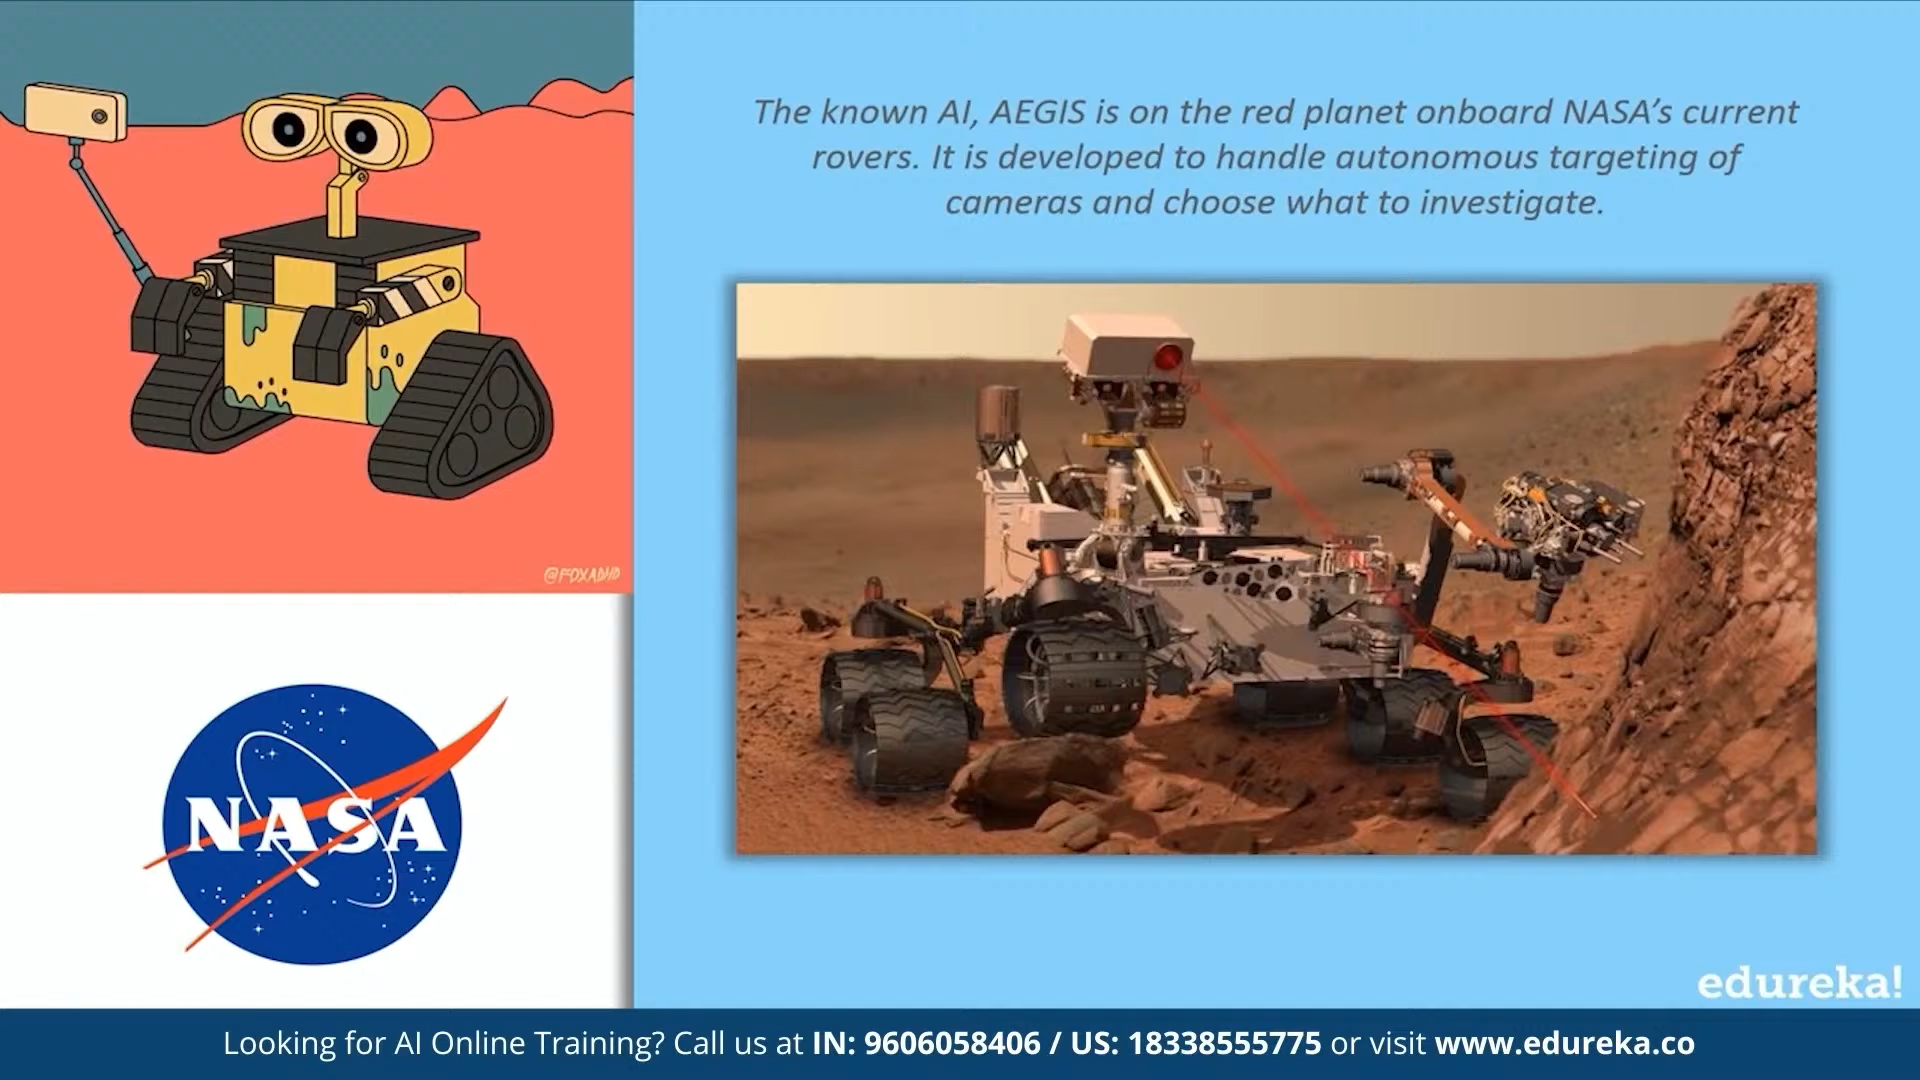 The known AI, AEGIS is on the red planet onboard NASA's current
rovers. It is developed to handle autonomous targeting of
cameras and choose what to investigate.
@FOXADHD
NASA
edureka!
Looking for AI Online Training? Call us at IN: 9606058406 / US: 18338555775 or visit www.edureka.co